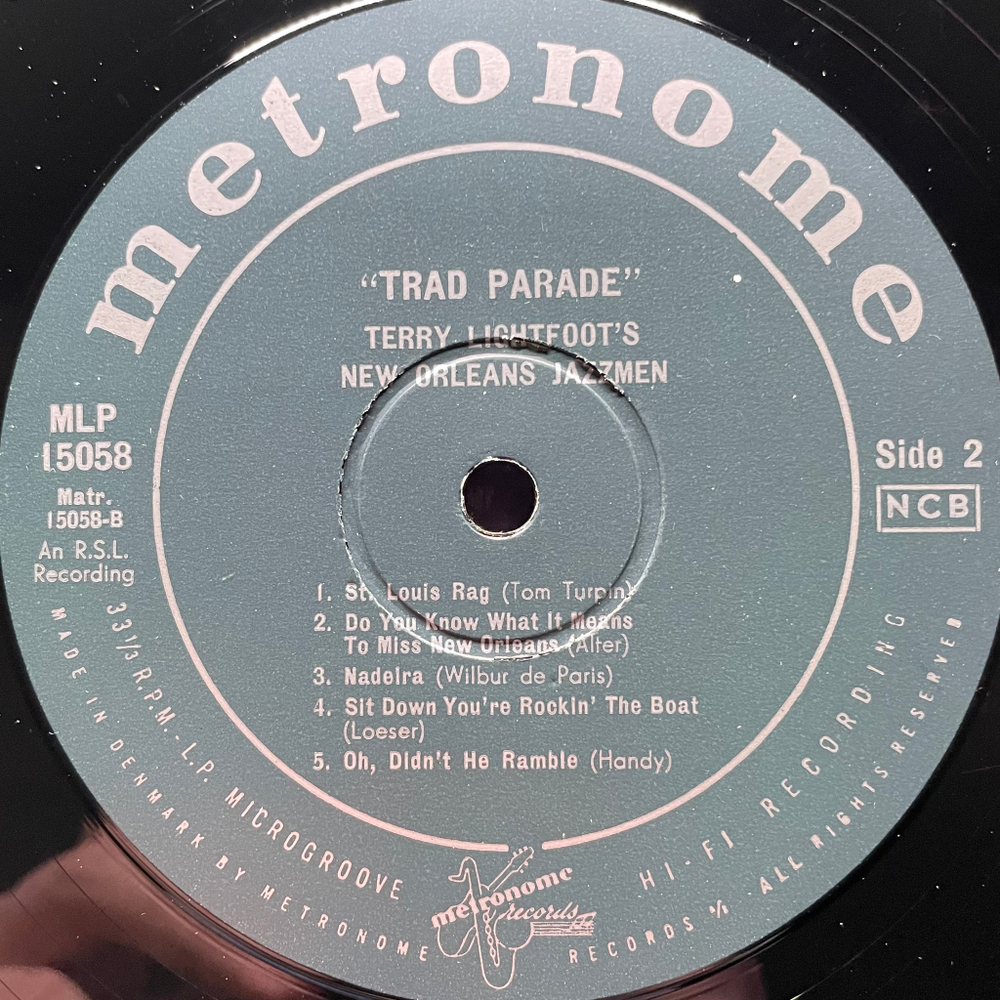 metronome
“TRAD PARADE”
TERRY LIGHTFOOT'S
NEW ORLEANS JAZZMEN
MLP
15058
Matr.
15058-B
An R.S.L.
Recording
Side 2
NCB
1. St. Louis Rag (Tom Turpin)
2. Do You Know What It Means
To Miss New Orleans (Alter)
3. Nadeira (Wilbur de Paris)
4. Sit Down You're Rockin' The Boat
(Loeser)
5. Oh, Didn't He Ramble (Handy)
33 1/3 R.P.M. - L.P. MICROGROOVE
HI-FI RECORDING
MADE IN DENMARK BY METRONOME
RECORDS A/S ALL RIGHTS RESERVED
metronome
records